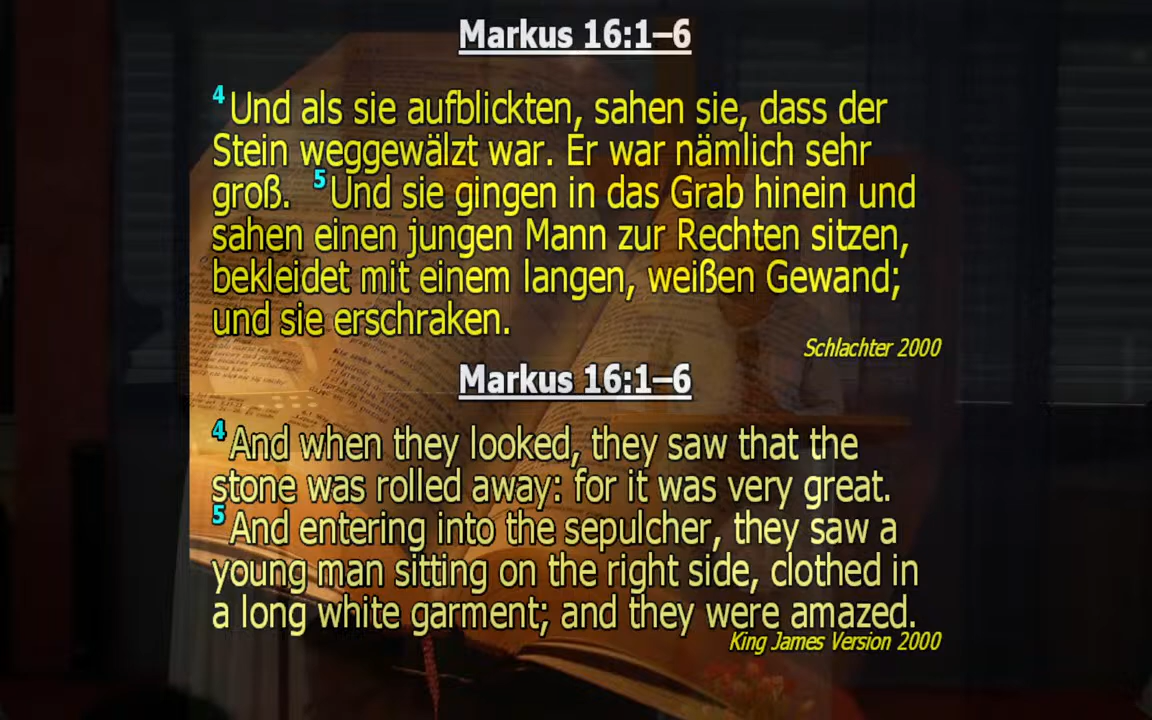 Markus 16:1–6
4 Und als sie aufblickten, sahen sie, dass der
Stein weggewälzt war. Er war nämlich sehr
groß. 5 Und sie gingen in das Grab hinein und
sahen einen jungen Mann zur Rechten sitzen,
bekleidet mit einem langen, weißen Gewand;
und sie erschraken.
Schlachter 2000
Markus 16:1–6
4 And when they looked, they saw that the
stone was rolled away: for it was very great.
5 And entering into the sepulcher, they saw a
young man sitting on the right side, clothed in
a long white garment; and they were amazed.
King James Version 2000